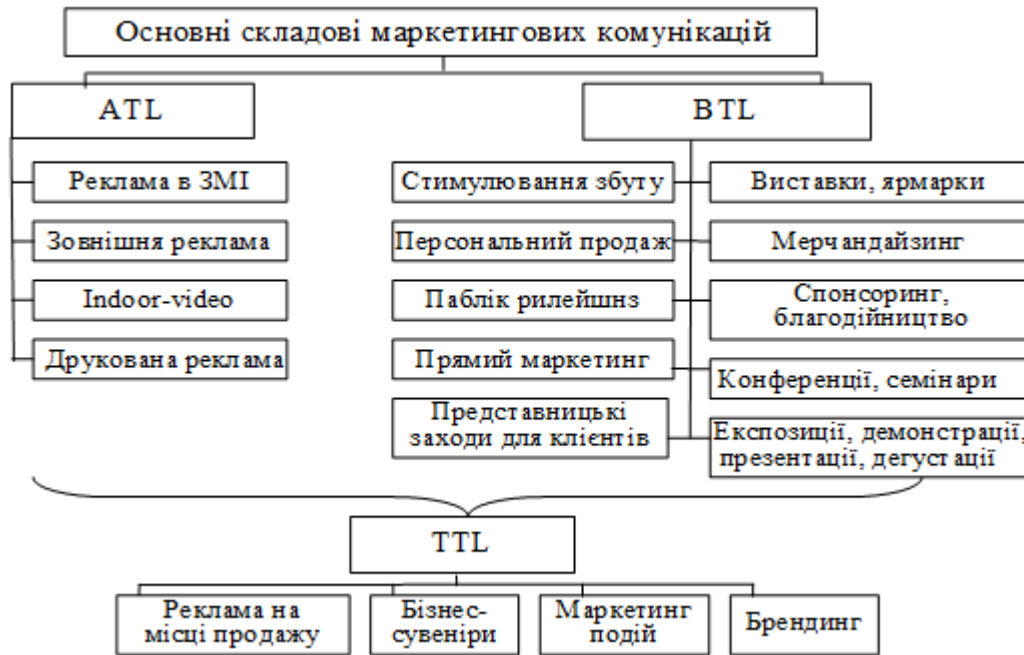 Основні складові маркетингових комунікацій
ATL
BTL
Реклама в ЗМІ
Зовнішня реклама
Indoor-video
Друкована реклама
Стимулювання збуту
Персональний продаж
Паблік рилейшнз
Прямий маркетинг
Представницькі
заходи для клієнтів
Виставки, ярмарки
Мерчандайзинг
Спонсоринг,
благодійництво
Конференції, семінари
Експозиції, демонстрації,
презентації, дегустації
TTL
Реклама на
місці продажу
Бізнес-
сувеніри
Маркетинг
подій
Брендинг